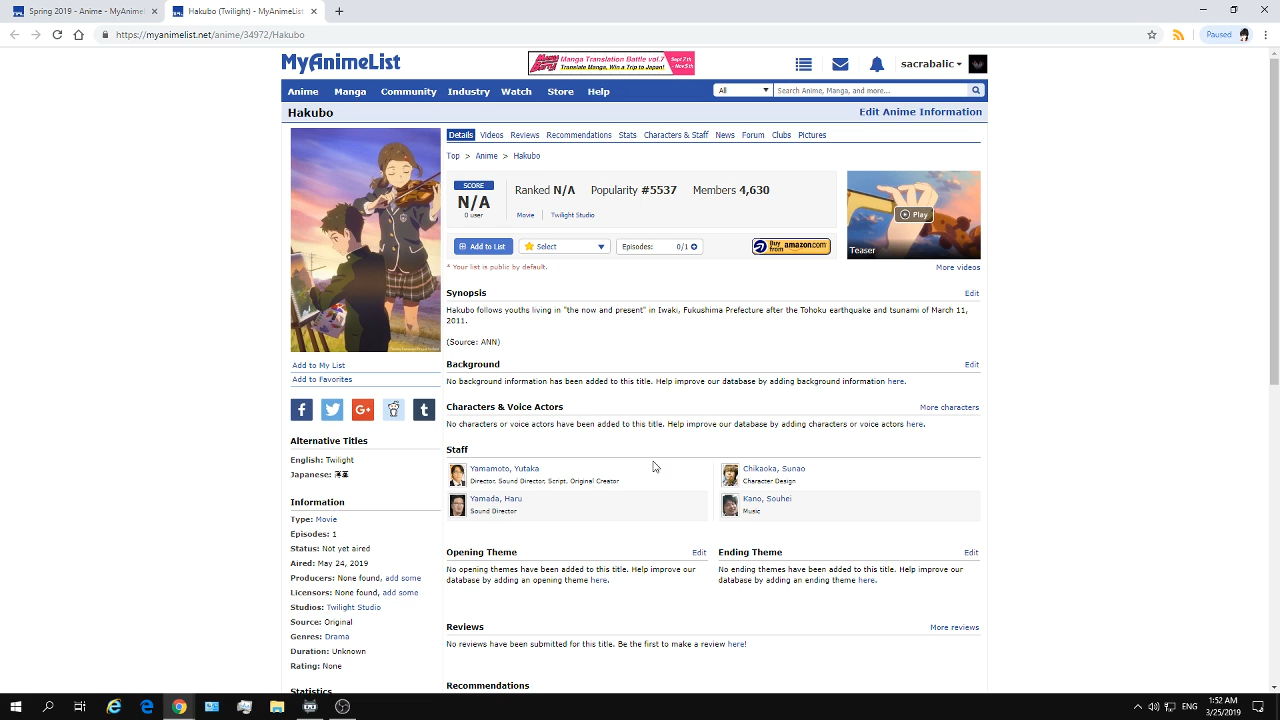 Spring 2019 - Anime - MyAnimeL
Hakubo (Twilight) - MyAnimeList
https://myanimelist.net/anime/34972/Hakubo
Paused
MyAnimeList
Manga Translation Battle vol.7
Translate Manga, Win a Trip to Japan!
sacrabalic
Anime Manga Community Industry Watch Store Help
All
Search Anime, Manga, and more...
Hakubo
Edit Anime Information
Details Videos Reviews Recommendations Stats Characters & Staff News Forum Clubs Pictures
Top > Anime > Hakubo
SCORE
N/A
0 user
Ranked N/A Popularity #5537 Members 4,630
Movie Twilight Studio
Add to List
Select
Episodes: 0/1
Buy from amazon.com
* Your list is public by default.
Play
Teaser
More videos
Synopsis
Edit
Hakubo follows youths living in "the now and present" in Iwaki, Fukushima Prefecture after the Tohoku earthquake and tsunami of March 11,
2011.
(Source: ANN)
Background
Edit
No background information has been added to this title. Help improve our database by adding background information here.
Characters & Voice Actors
More characters
No characters or voice actors have been added to this title. Help improve our database by adding characters or voice actors here.
Staff
Yamamoto, Yutaka
Director, Sound Director, Script, Original Creator
Chikaoka, Sunao
Character Design
Yamada, Haru
Sound Director
Kano, Souhei
Music
Opening Theme
Edit
No opening themes have been added to this title. Help improve our
database by adding an opening theme here.
Ending Theme
Edit
No ending themes have been added to this title. Help improve our
database by adding an ending theme here.
Reviews
More reviews
No reviews have been submitted for this title. Be the first to make a review here!
Recommendations
Add to My List
Add to Favorites
Alternative Titles
English: Twilight
Japanese: 薄暮
Information
Type: Movie
Episodes: 1
Status: Not yet aired
Aired: May 24, 2019
Producers: None found, add some
Licensors: None found, add some
Studios: Twilight Studio
Source: Original
Genres: Drama
Duration: Unknown
Rating: None
Statistics
ENG
1:52 AM
3/25/2019